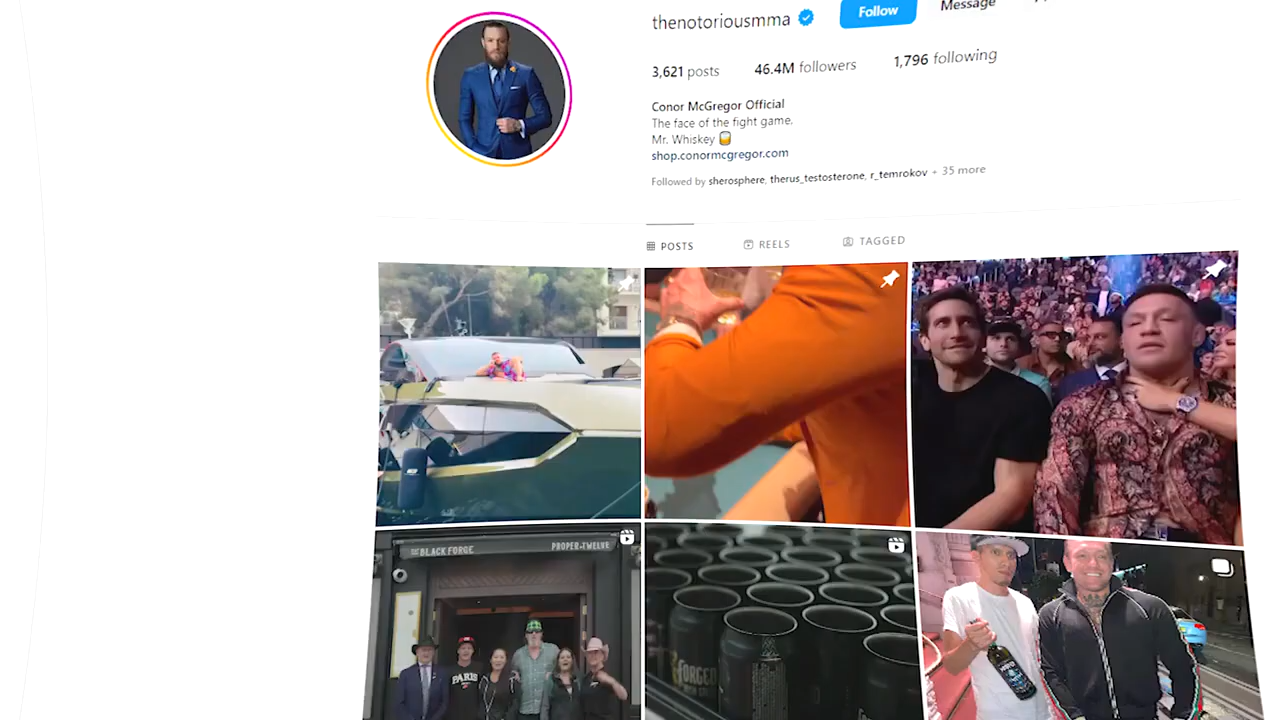 thenotoriousmma
Follow
Message
3,621 posts 46.4M followers 1,796 following
Conor McGregor Official
The face of the fight game.
Mr. Whiskey 🥃
shop.conormcgregor.com
Followed by sherosphere, therus_testosterone, r_temrokov + 35 more
POSTS REELS TAGGED
THE BLACK FORGE PROPER-TWELVE
PARIS
FORGED